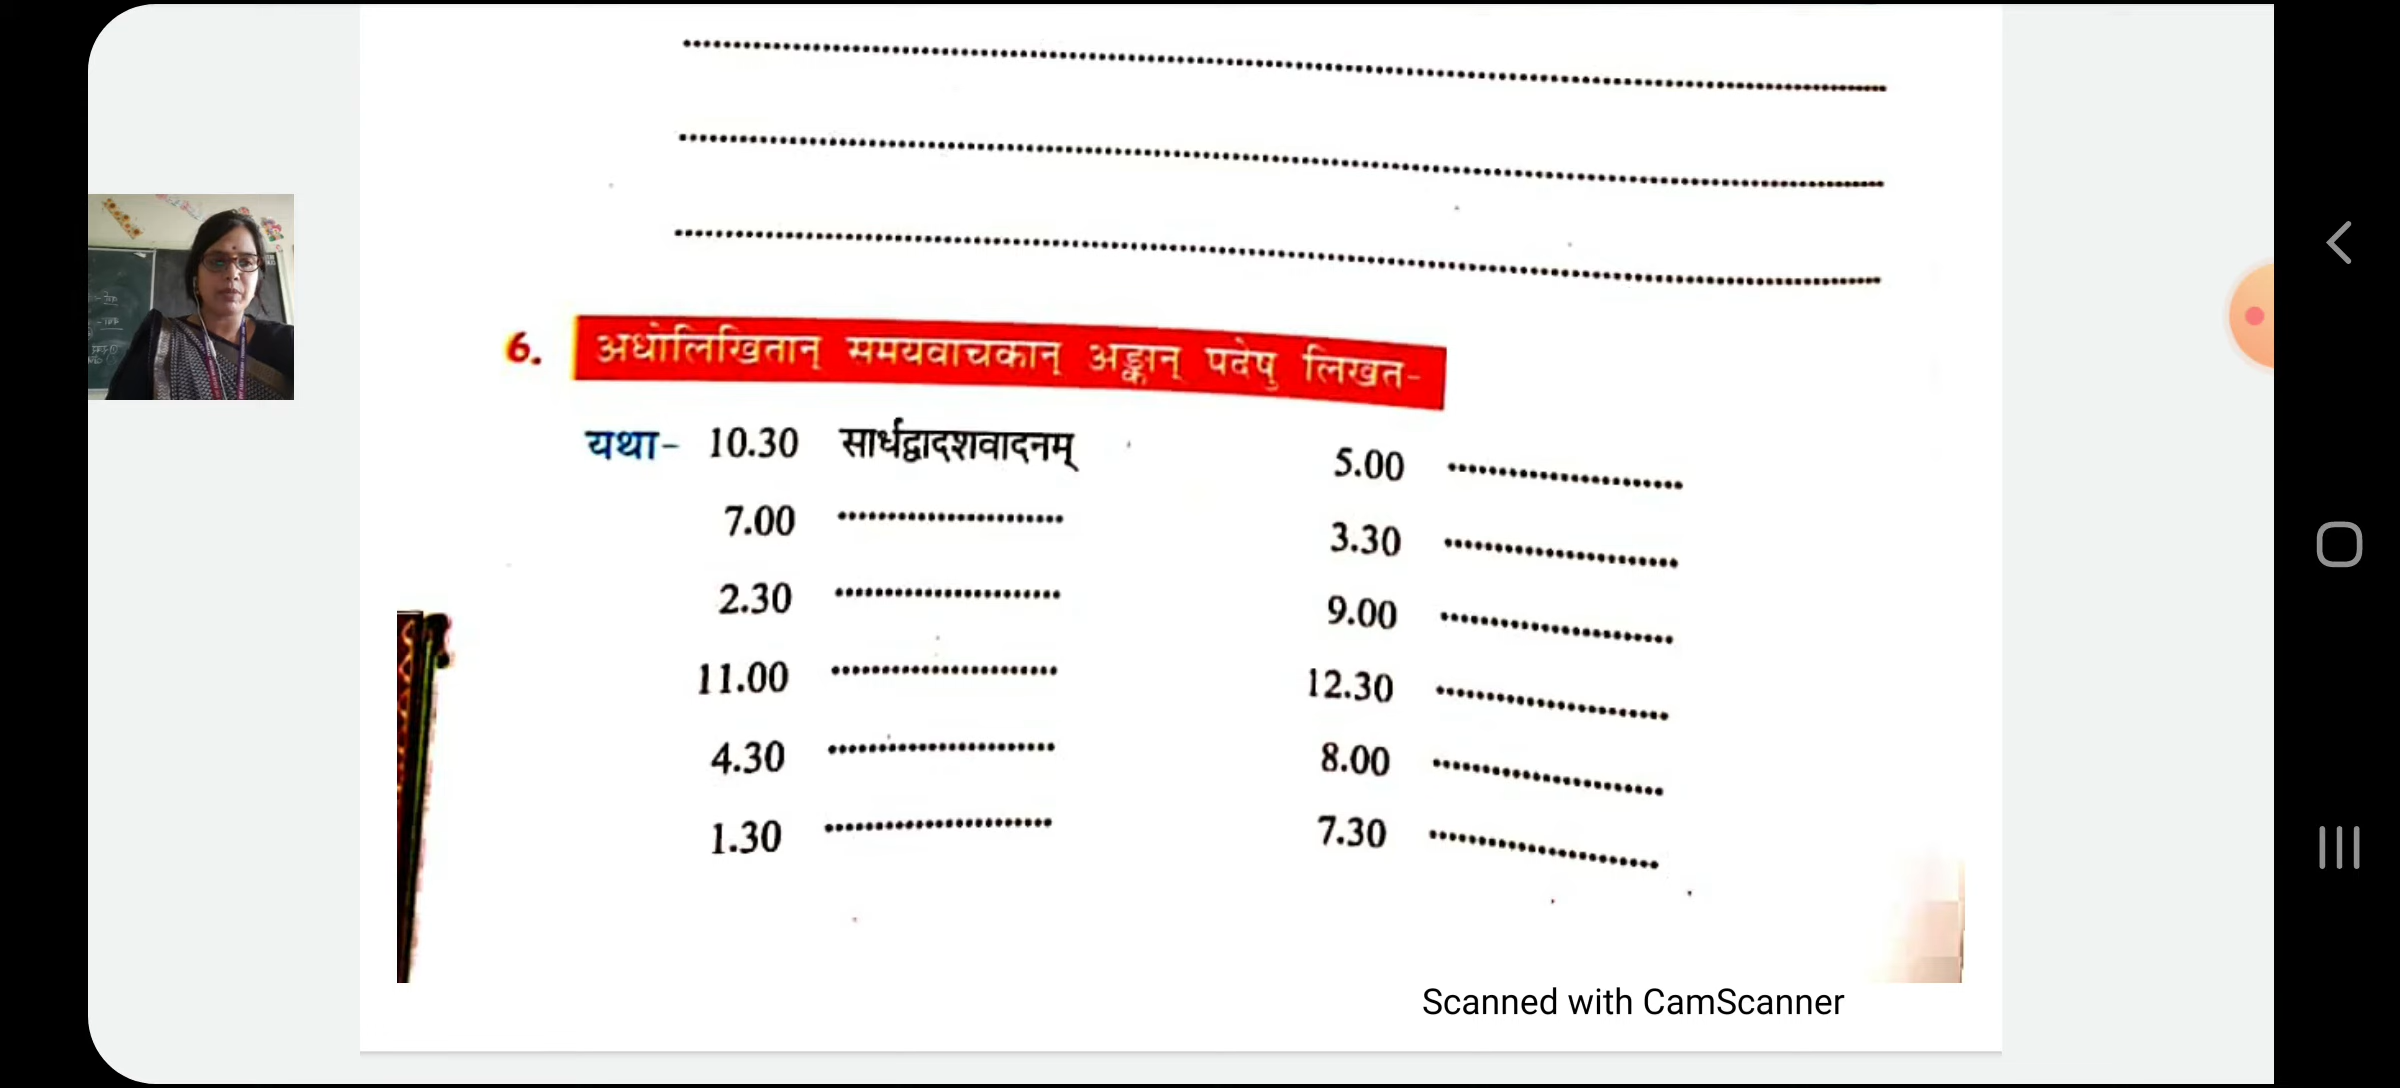 6. अधोलिखितान् समयवाचकान् अङ्कान् पदेषु लिखत-
यथा- 10.30 सार्धद्वादशवादनम् 5.00 ........................
7.00 ........................ 3.30 ........................
2.30 ........................ 9.00 ........................
11.00 ........................ 12.30 ........................
4.30 ........................ 8.00 ........................
1.30 ........................ 7.30 ........................
Scanned with CamScanner